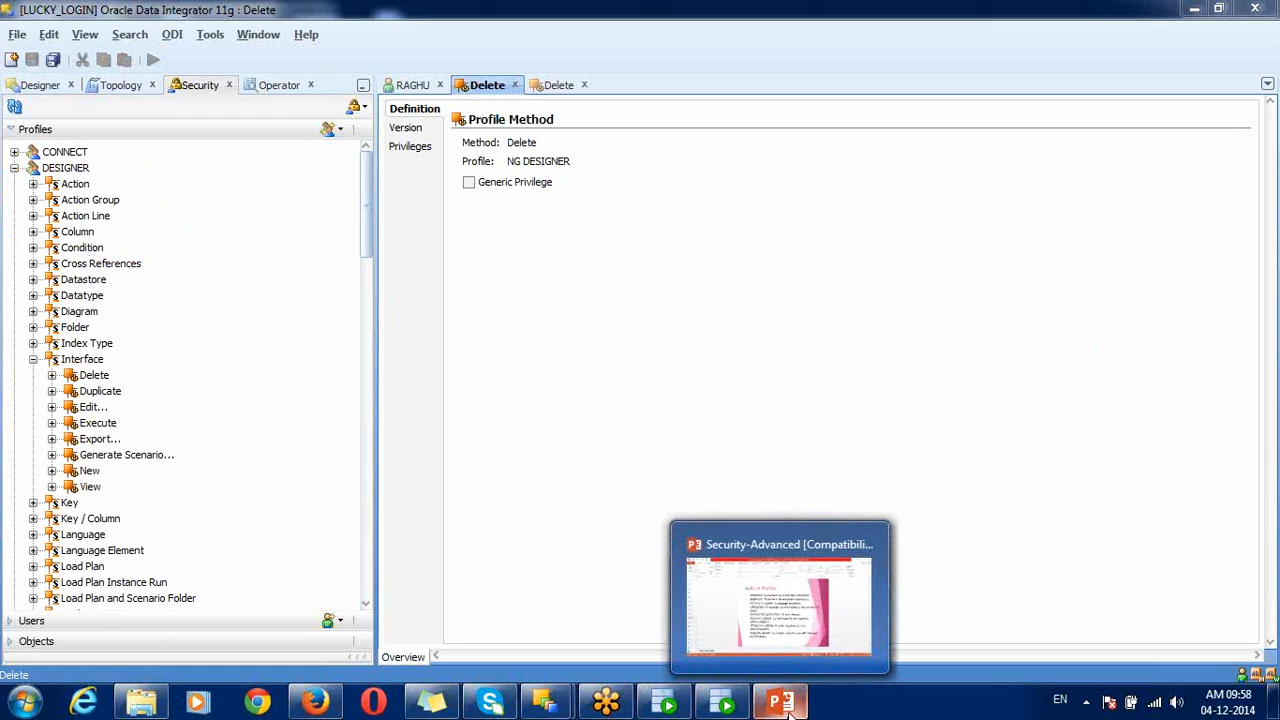 [LUCKY_LOGIN] Oracle Data Integrator 11g : Delete
File Edit View Search ODI Tools Window Help
Designer Topology Security Operator
RAGHU Delete Delete
Profiles
CONNECT
DESIGNER
Action
Action Group
Action Line
Column
Condition
Cross References
Datastore
Datatype
Diagram
Folder
Index Type
Interface
Delete
Duplicate
Edit...
Execute
Export...
Generate Scenario...
New
View
Key
Key / Column
Language
Language Element
Load Plan
Load Plan Instance Run
Load Plan and Scenario Folder
Users
Objects
Definition
Version
Privileges
Profile Method
Method: Delete
Profile: NG DESIGNER
Generic Privilege
Security-Advanced [Compatibili...
Overview
Delete
EN
AM 09:58
04-12-2014